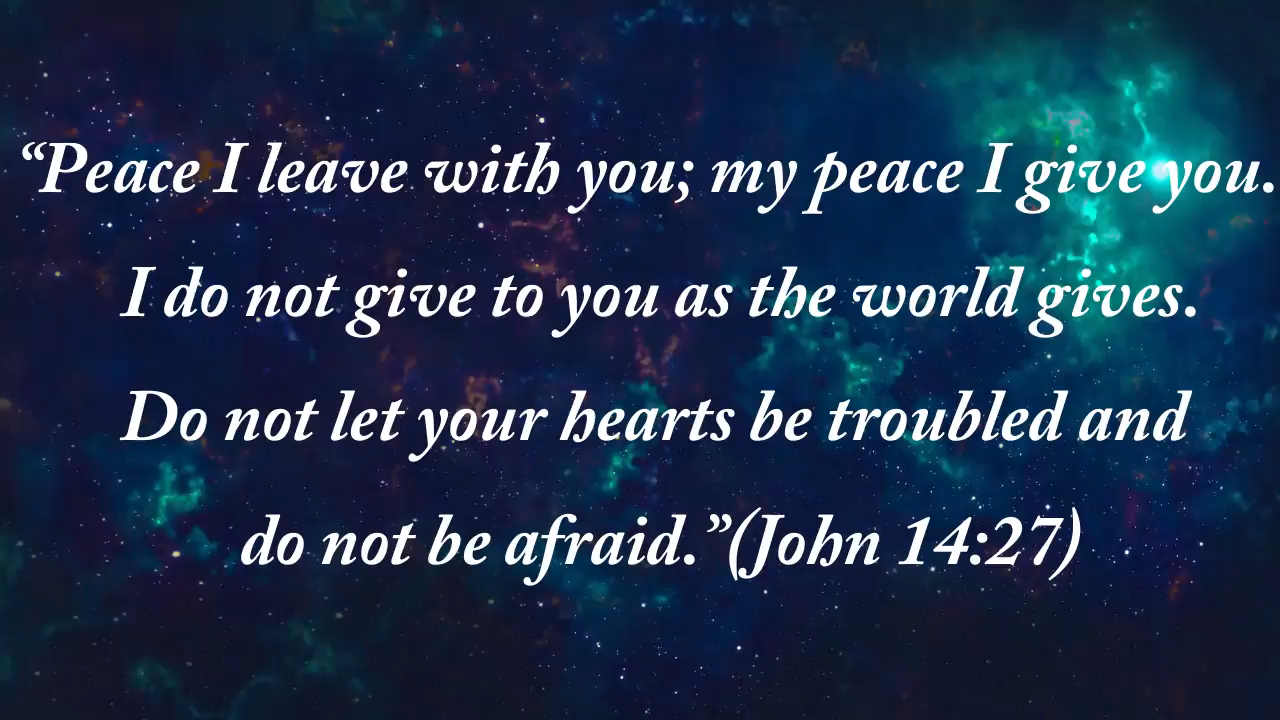 “Peace I leave with you; my peace I give you.
I do not give to you as the world gives.
Do not let your hearts be troubled and
do not be afraid.”(John 14:27)